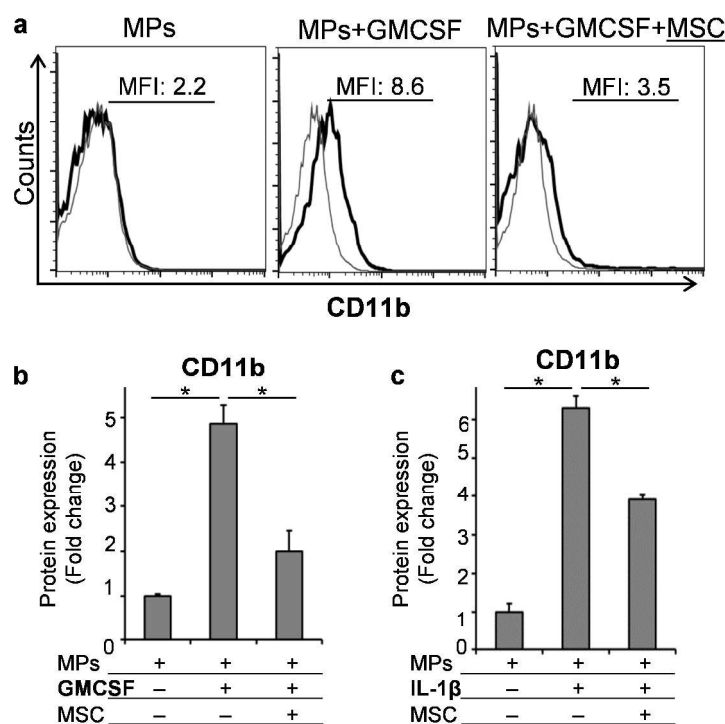 a
MPs MPs+GMCSF MPs+GMCSF+MSC
MFI: 2.2 MFI: 8.6 MFI: 3.5
Counts
CD11b
b
CD11b
Protein expression
(Fold change)
5
4
3
2
1
0
MPs + + +
GMCSF – + +
MSC +
c
CD11b
Protein expression
(Fold change)
6
5
4
3
2
1
0
MPs + + +
IL-1β – + +
MSC +